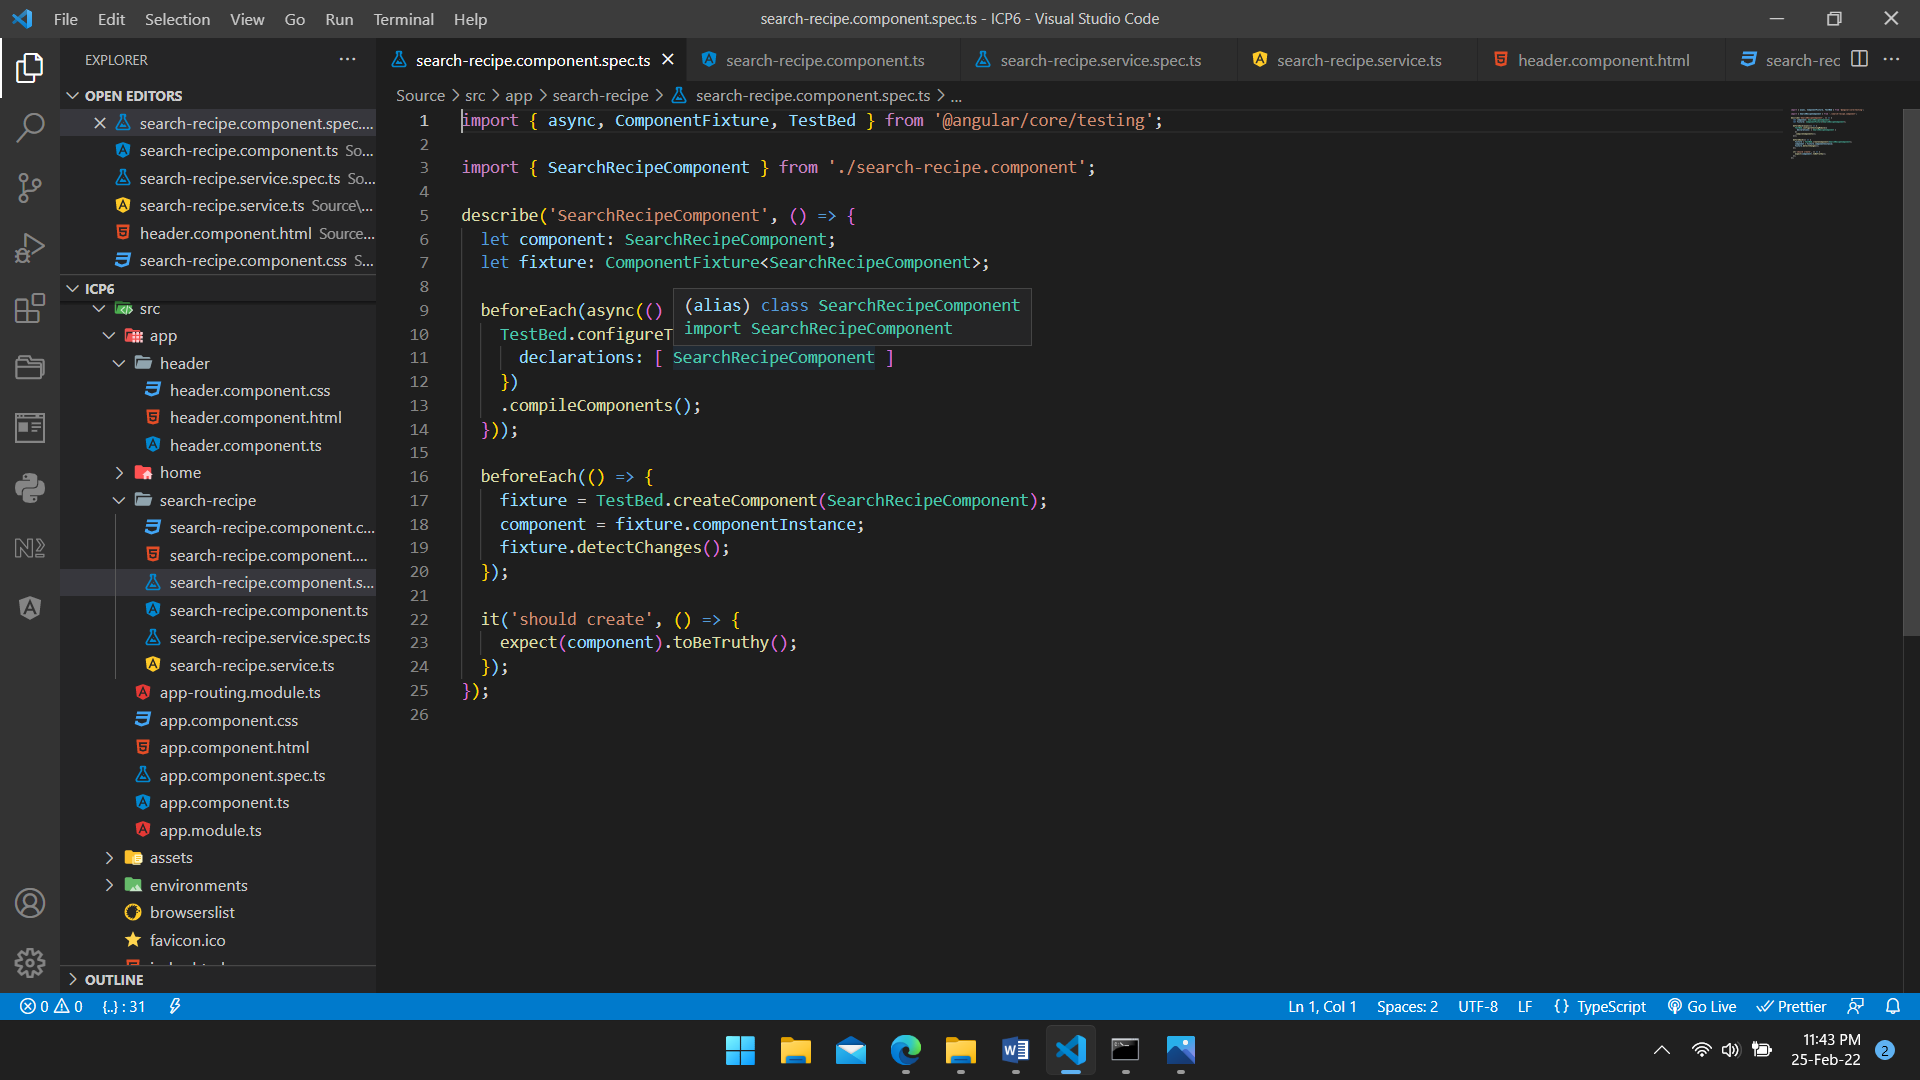 File Edit Selection View Go Run Terminal Help
search-recipe.component.spec.ts - ICP6 - Visual Studio Code
EXPLORER
OPEN EDITORS
search-recipe.component.spec....
search-recipe.component.ts So...
search-recipe.service.spec.ts So...
search-recipe.service.ts Source\...
header.component.html Source...
search-recipe.component.css S...
ICP6
src
app
header
header.component.css
header.component.html
header.component.ts
home
search-recipe
search-recipe.component.c...
search-recipe.component....
search-recipe.component.s...
search-recipe.component.ts
search-recipe.service.spec.ts
search-recipe.service.ts
app-routing.module.ts
app.component.css
app.component.html
app.component.spec.ts
app.component.ts
app.module.ts
assets
environments
browserslist
favicon.ico
OUTLINE
search-recipe.component.spec.ts search-recipe.component.ts search-recipe.service.spec.ts search-recipe.service.ts header.component.html search-rec
Source > src > app > search-recipe > search-recipe.component.spec.ts > ...
1 import { async, ComponentFixture, TestBed } from '@angular/core/testing';
2
3 import { SearchRecipeComponent } from './search-recipe.component';
4
5 describe('SearchRecipeComponent', () => {
6 let component: SearchRecipeComponent;
7 let fixture: ComponentFixture<SearchRecipeComponent>;
8
9 beforeEach(async(()
(alias) class SearchRecipeComponent
import SearchRecipeComponent
10 TestBed.configureT
11 declarations: [ SearchRecipeComponent ]
12 })
13 .compileComponents();
14 }));
15
16 beforeEach(() => {
17 fixture = TestBed.createComponent(SearchRecipeComponent);
18 component = fixture.componentInstance;
19 fixture.detectChanges();
20 });
21
22 it('should create', () => {
23 expect(component).toBeTruthy();
24 });
25 });
26
0 0 {..} : 31
Ln 1, Col 1 Spaces: 2 UTF-8 LF {} TypeScript Go Live Prettier
11:43 PM
25-Feb-22
2